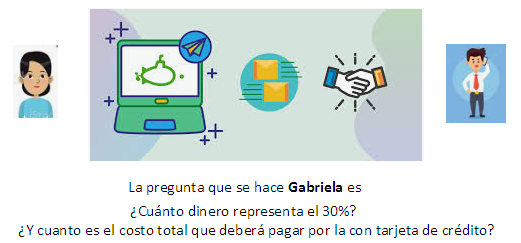 La pregunta que se hace Gabriela es
¿Cuánto dinero representa el 30%?
¿Y cuanto es el costo total que deberá pagar por la con tarjeta de crédito?